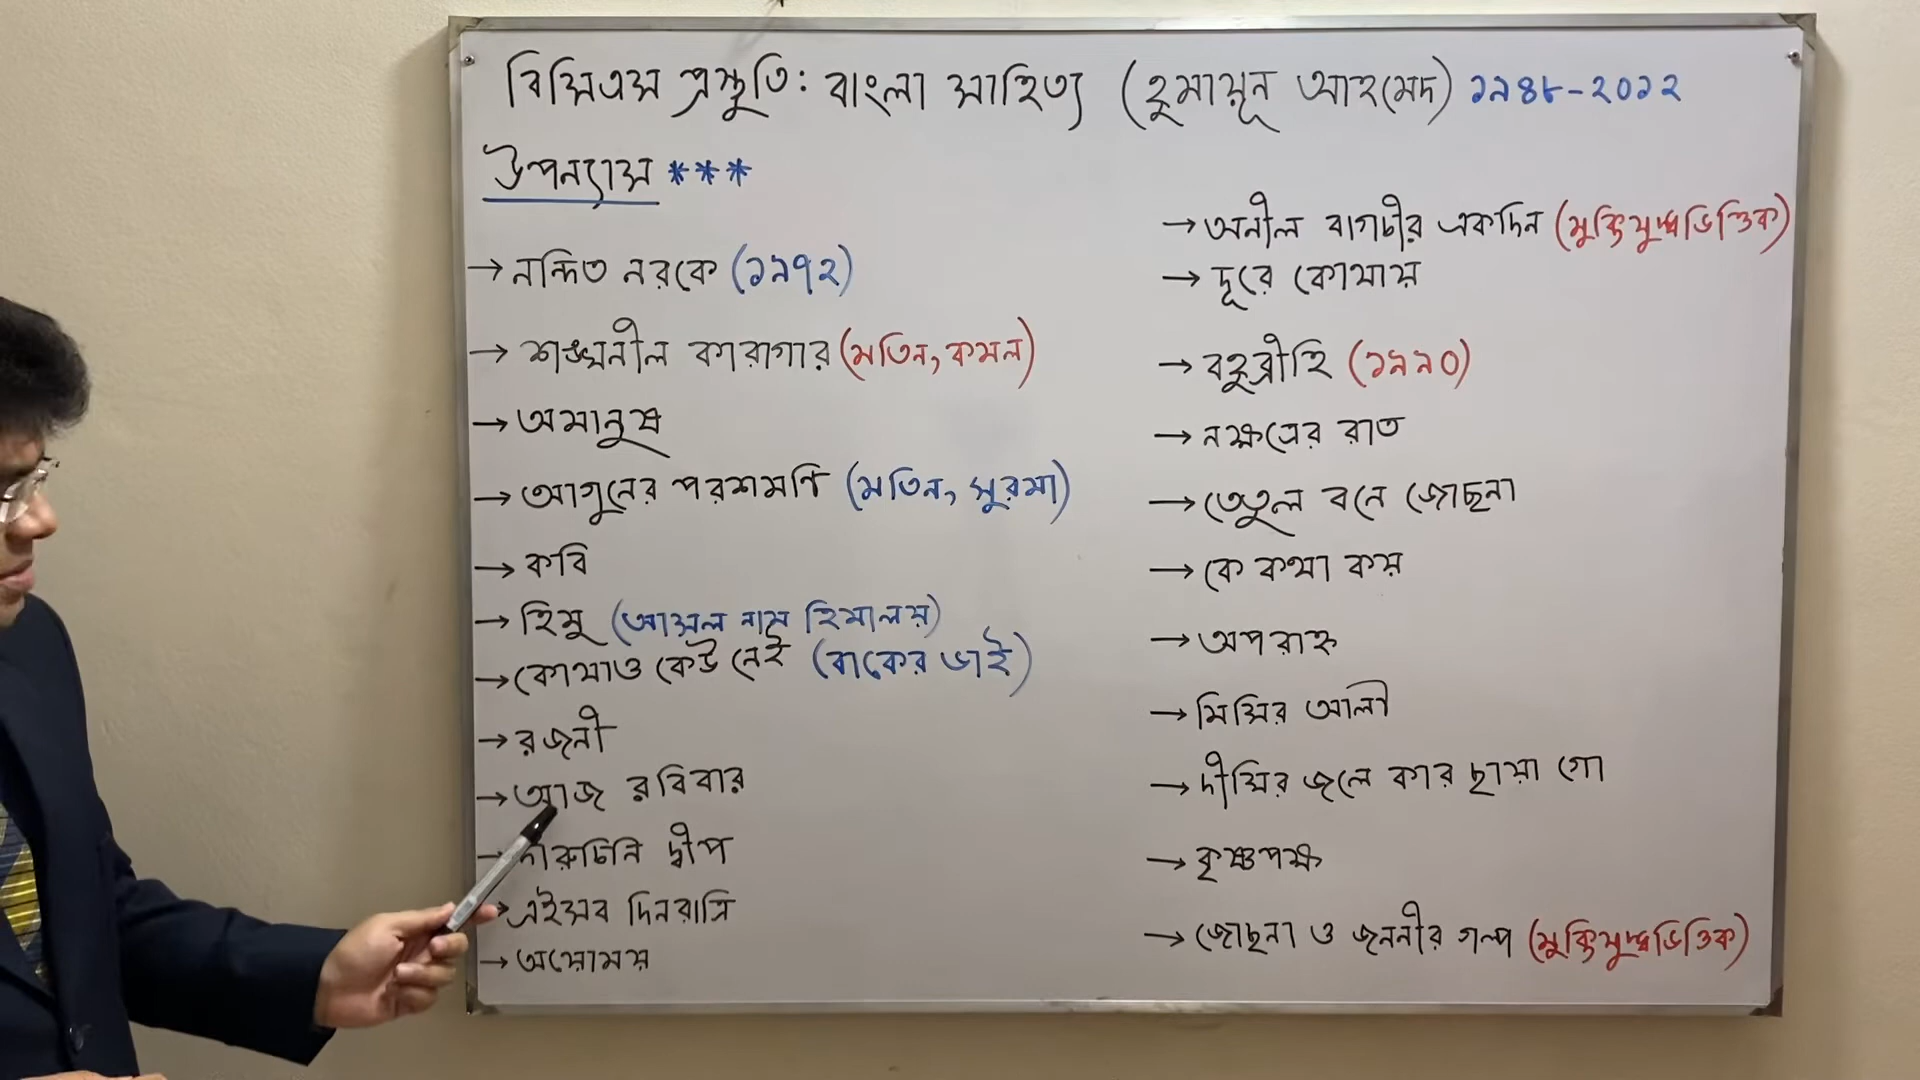 বিসিএস প্রস্তুতি: বাংলা সাহিত্য (হুমায়ূন আহমেদ) ১৯৪৮-২০১২
উপন্যাস ***
→ নন্দিত নরকে (১৯৭২)
→ শঙ্খনীল কারাগার (মতিন, কমল)
→ অমানুষ
→ আগুনের পরশমণি (মতিন, সুরমা)
→ কবি
→ হিমু (আসল নাম হিমালয়)
→ কোথাও কেউ নেই (বাকের ভাই)
→ রজনী
→ আজ রবিবার
→ দারুচিনি দ্বীপ
→ এইসব দিনরাত্রি
→ অয়োময়
→ অনীল বাগচীর একদিন (মুক্তিযুদ্ধভিত্তিক)
→ দূরে কোথায়
→ বহুব্রীহি (১৯৯০)
→ নক্ষত্রের রাত
→ তেতুল বনে জোছনা
→ কে কথা কয়
→ অপরাহ্ন
→ মিসির আলী
→ দীঘির জলে কার ছায়া গো
→ কৃষ্ণপক্ষ
→ জোছনা ও জননীর গল্প (মুক্তিযুদ্ধভিত্তিক)